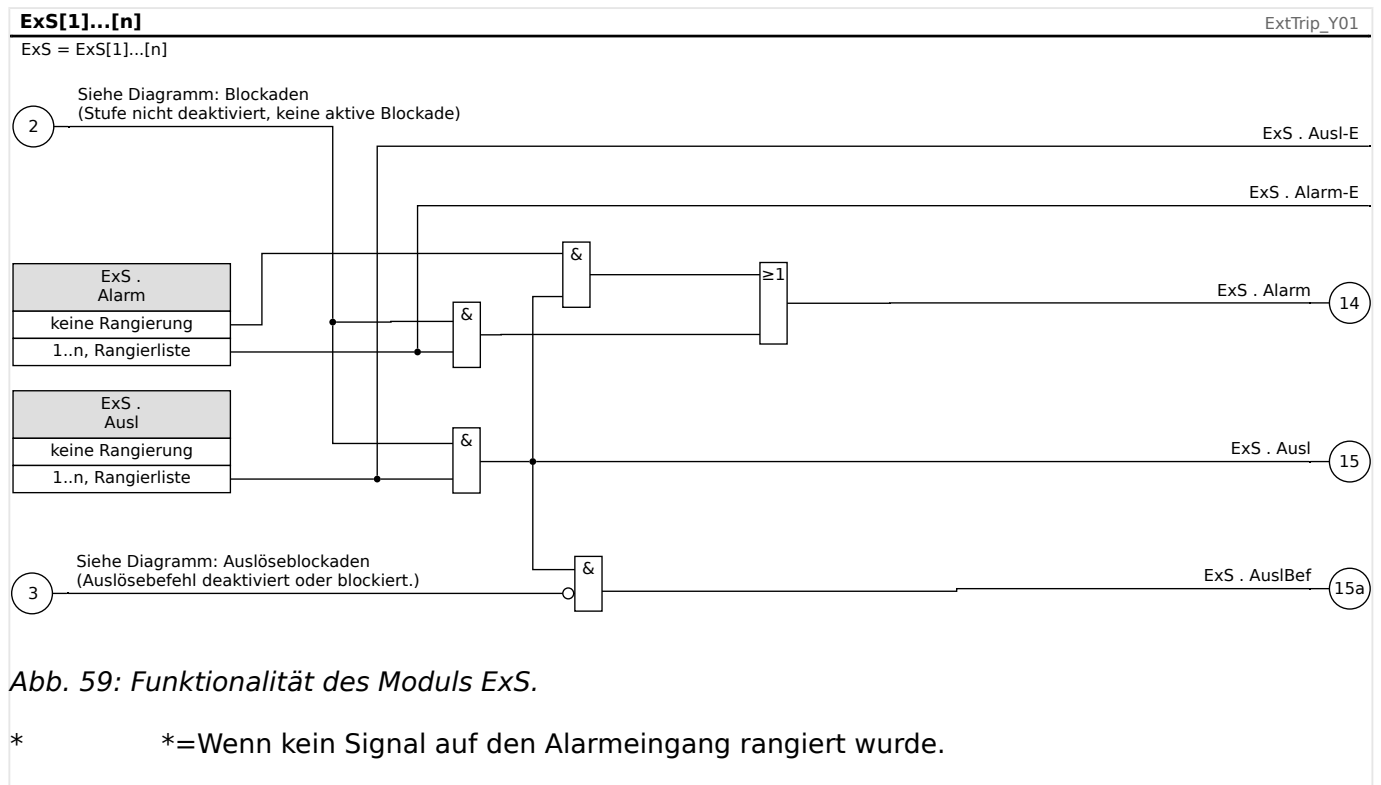 ExS[1]...[n]
ExtTrip_Y01
ExS = ExS[1]...[n]
Siehe Diagramm: Blockaden
(Stufe nicht deaktiviert, keine aktive Blockade)
2
ExS . Ausl-E
ExS . Alarm-E
&
≥1
ExS .
Alarm
keine Rangierung
1..n, Rangierliste
&
ExS . Alarm
14
ExS .
Ausl
keine Rangierung
1..n, Rangierliste
&
ExS . Ausl
15
Siehe Diagramm: Auslöseblockaden
(Auslösebefehl deaktiviert oder blockiert.)
3
&
ExS . AuslBef
15a
Abb. 59: Funktionalität des Moduls ExS.
* *=Wenn kein Signal auf den Alarmeingang rangiert wurde.